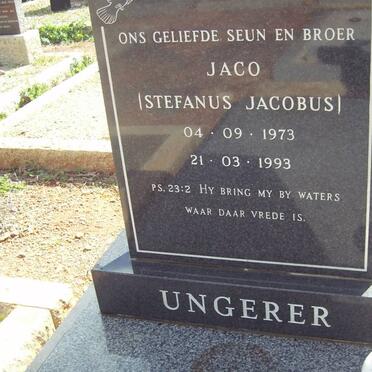 ONS GELIEFDE SEUN EN BROER
JACO
(STEFANUS JACOBUS)
04 - 09 - 1973
21 - 03 - 1993
PS. 23:2 HY BRING MY BY WATERS
WAAR DAAR VREDE IS.
UNGERER